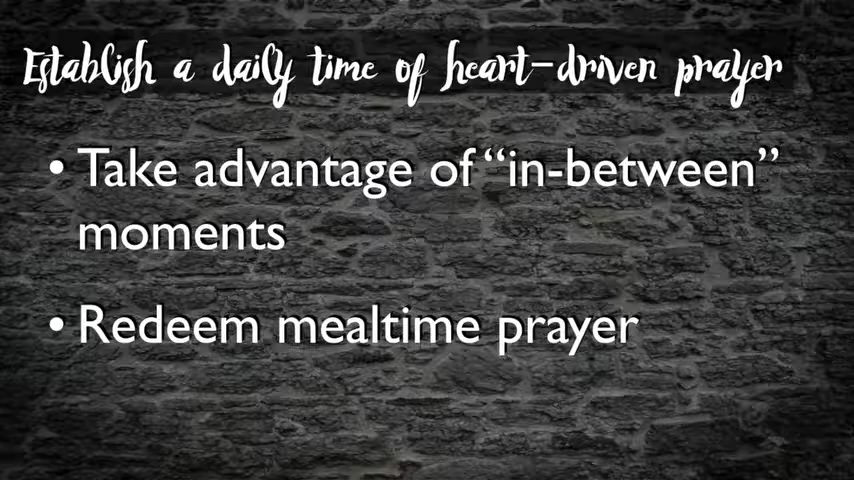 Establish a daily time of heart-driven prayer
• Take advantage of “in-between”
moments
• Redeem mealtime prayer